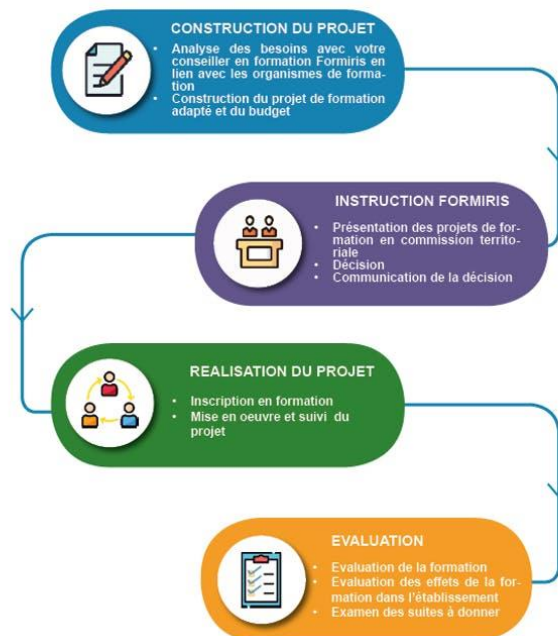 CONSTRUCTION DU PROJET
• Analyse des besoins avec votre
conseiller en formation Formiris en
lien avec les organismes de forma-
tion
• Construction du projet de formation
adapté et du budget
INSTRUCTION FORMIRIS
• Présentation des projets de for-
mation en commission territo-
riale
• Décision
• Communication de la décision
REALISATION DU PROJET
• Inscription en formation
• Mise en oeuvre et suivi du
projet
EVALUATION
• Evaluation de la formation
• Evaluation des effets de la for-
mation dans l'établissement
• Examen des suites à donner